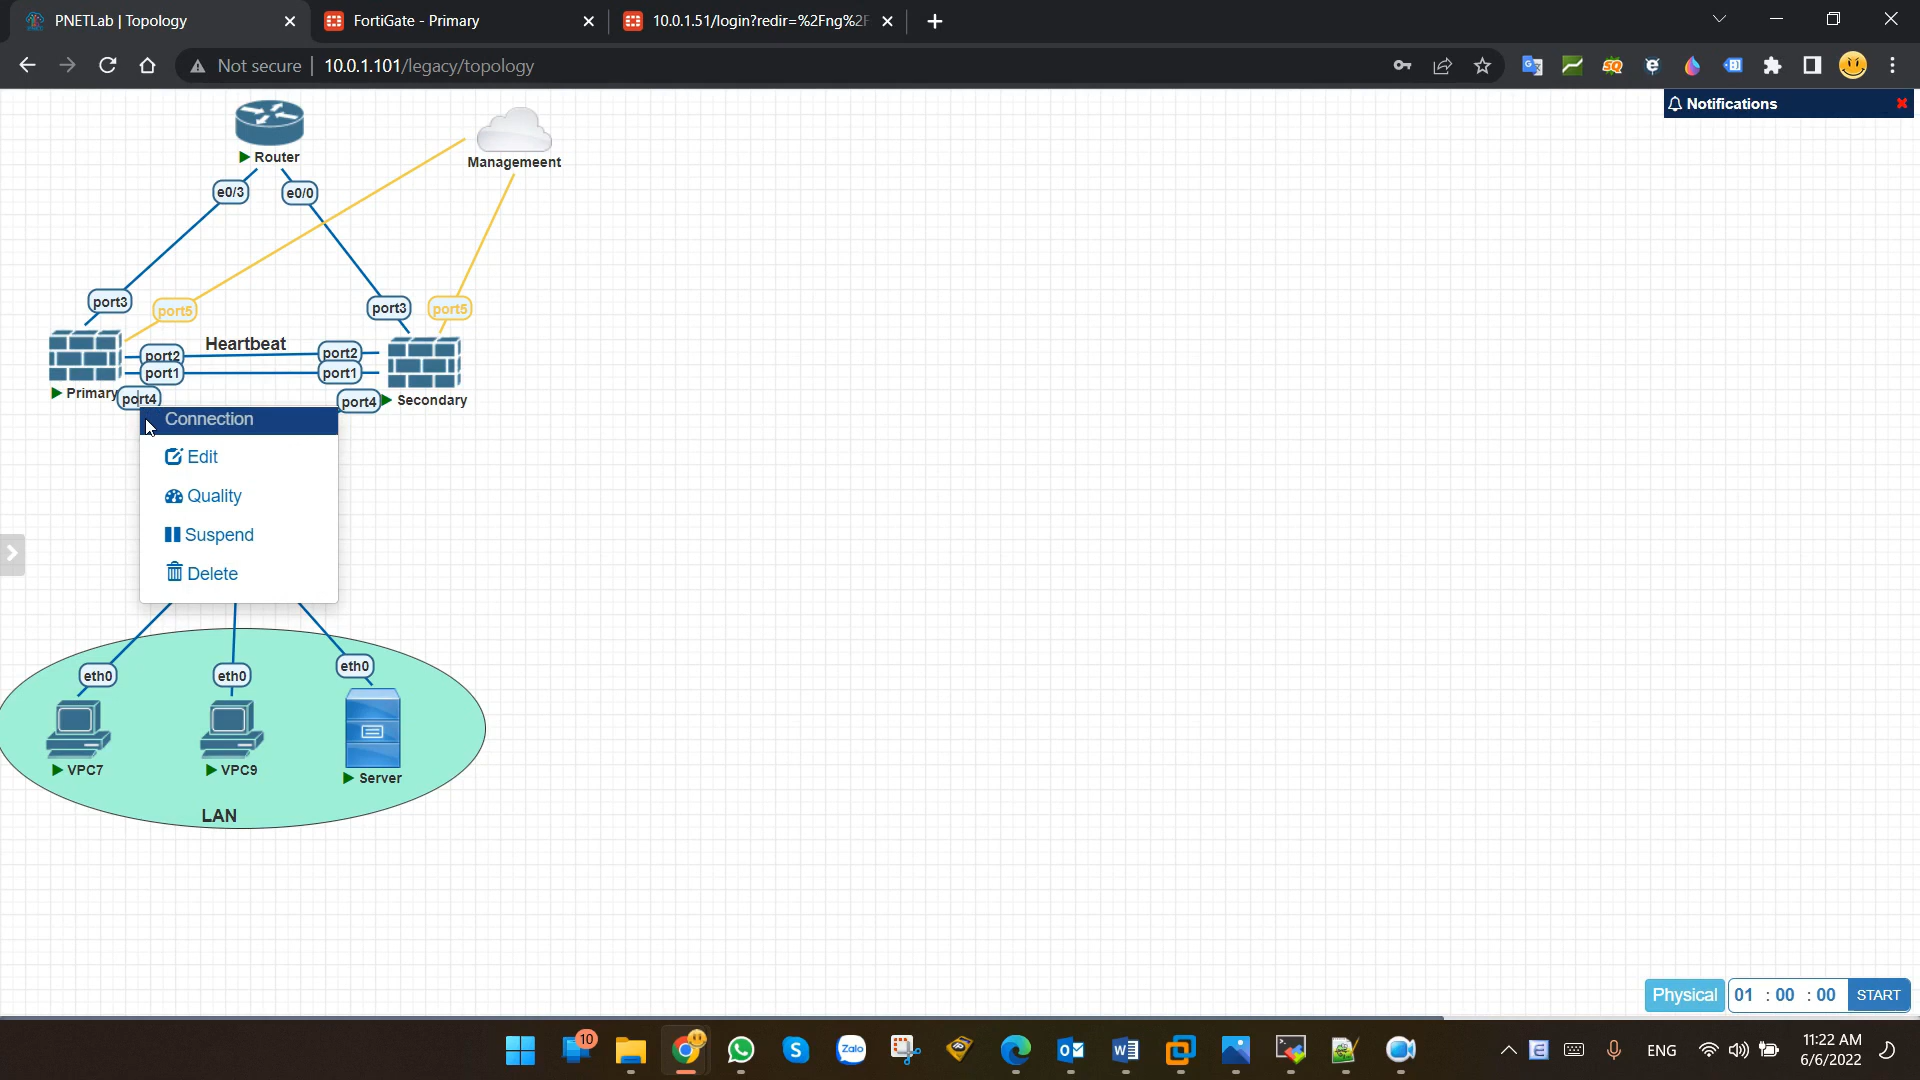 PNETLab | Topology
FortiGate - Primary
10.0.1.51/login?redir=%2Fng%2F
Not secure
10.0.1.101/legacy/topology
Notifications
Router
Managemeent
e0/3
e0/0
port3
port5
port3
port5
Heartbeat
port2
port2
port1
port1
Primary
port4
port4
Secondary
Connection
Edit
Quality
Suspend
Delete
eth0
eth0
eth0
VPC7
VPC9
Server
LAN
Physical
01 : 00 : 00
START
10
Zalo
ENG
11:22 AM
6/6/2022